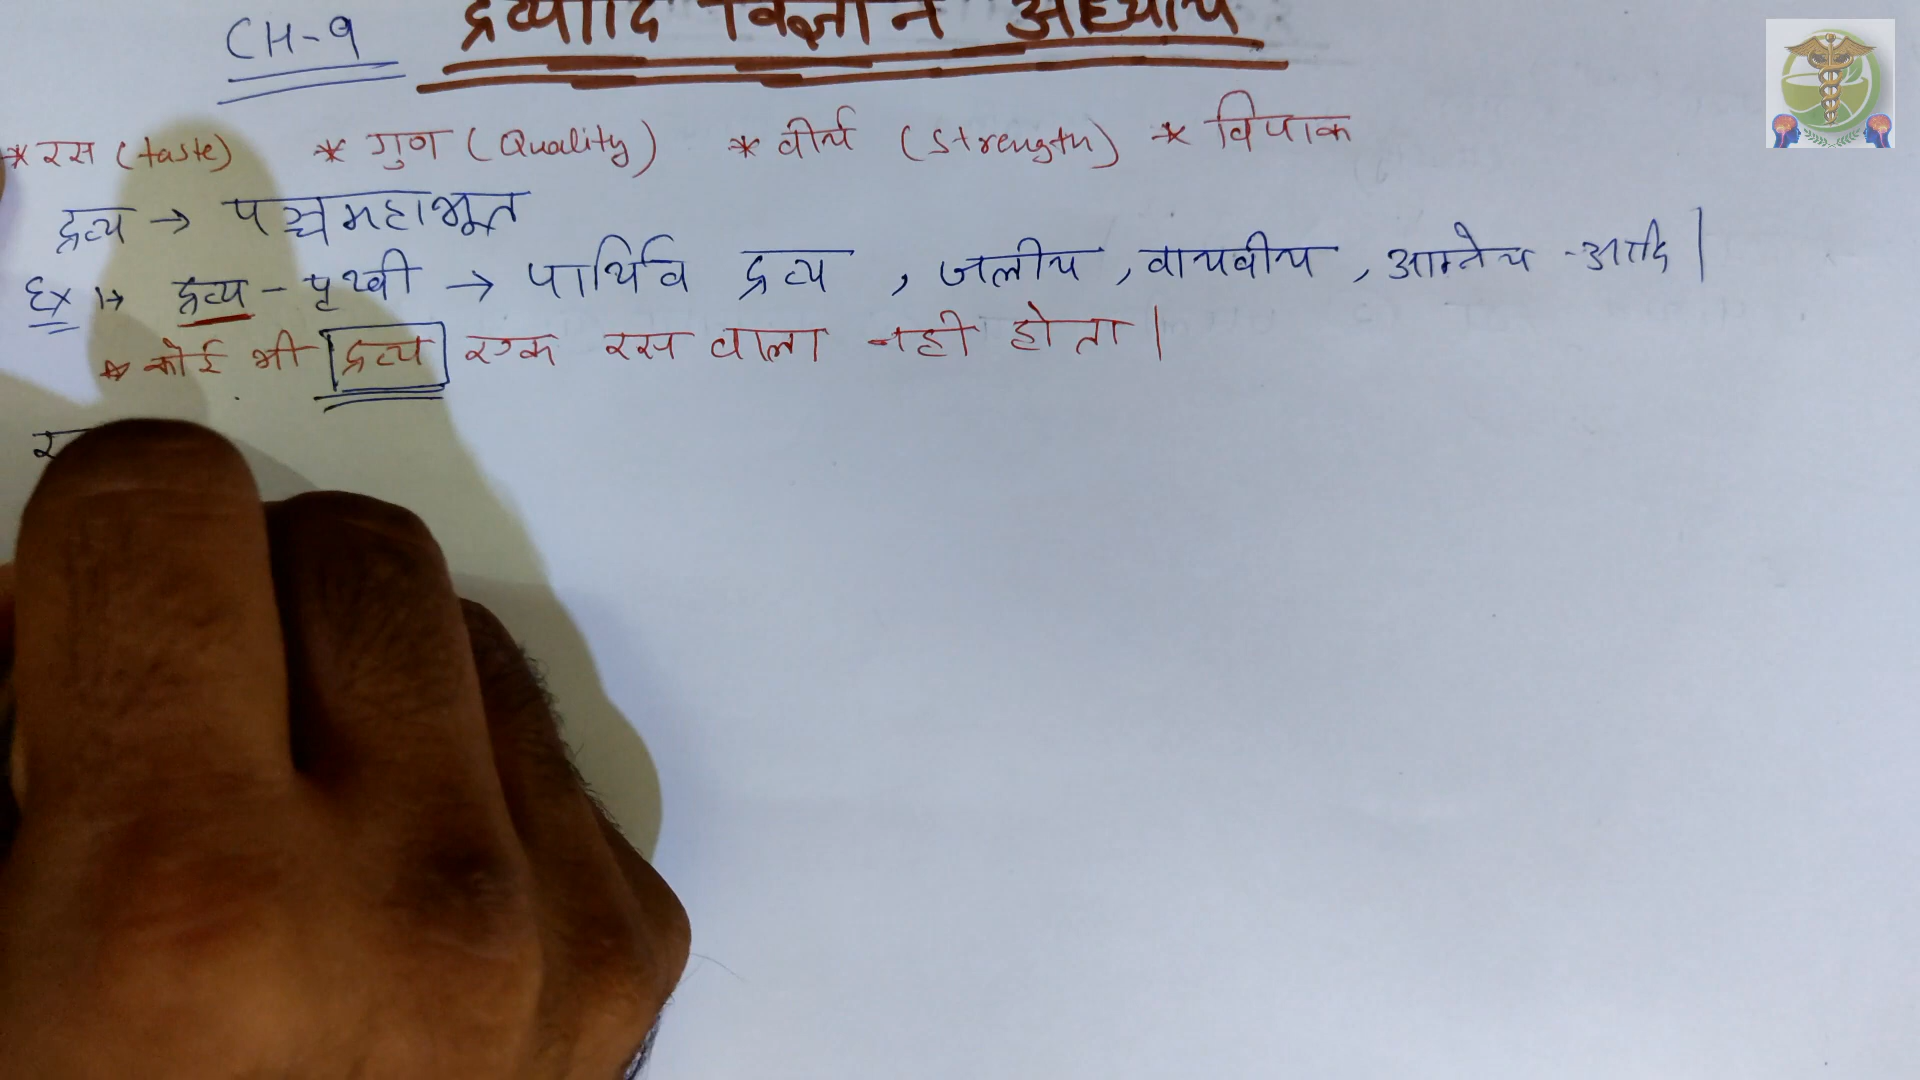 CH-9 द्रव्यादि विज्ञान अध्याय
* रस (taste) * गुण (Quality) * वीर्य (Strength) * विपाक
द्रव्य → पञ्चमहाभूत
Ex 1→ द्रव्य - पृथ्वी → पार्थिव द्रव्य , जलीय , वायवीय , आग्नेय - आदि |
* कोई भी द्रव्य एक रस वाला नही होता |